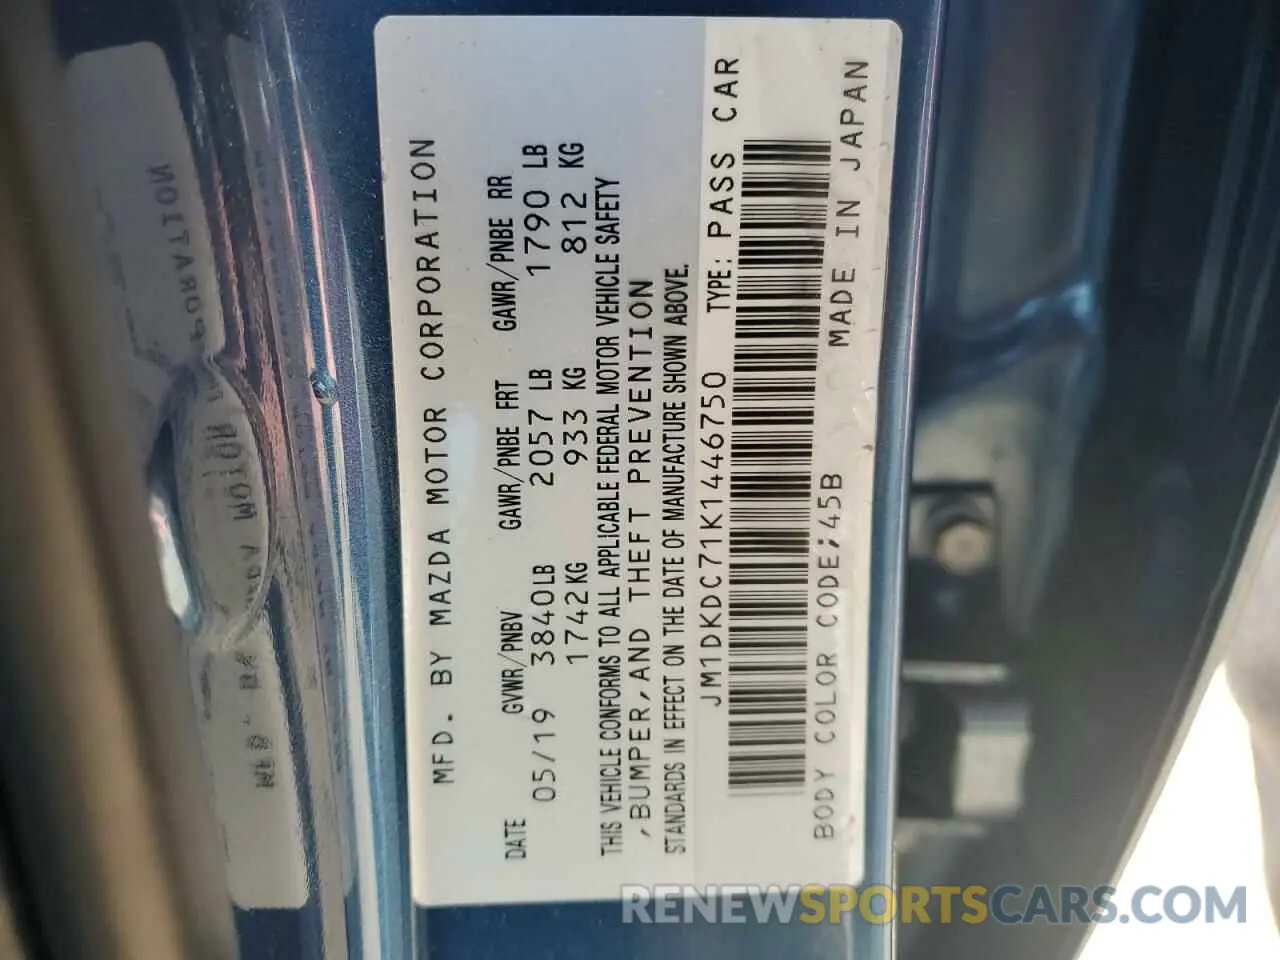 MFD. BY MAZDA MOTOR CORPORATION
DATE GVWR/PNBV GAWR/PNBE FRT GAWR/PNBE RR
05/19 3840LB 2057 LB 1790 LB
1742KG 933 KG 812 KG
THIS VEHICLE CONFORMS TO ALL APPLICABLE FEDERAL MOTOR VEHICLE SAFETY
,BUMPER,AND THEFT PREVENTION
STANDARDS IN EFFECT ON THE DATE OF MANUFACTURE SHOWN ABOVE.
JM1DKDC71K1446750 TYPE: PASS CAR
BODY COLOR CODE:45B MADE IN JAPAN
RENEWSPORTSCARS.COM